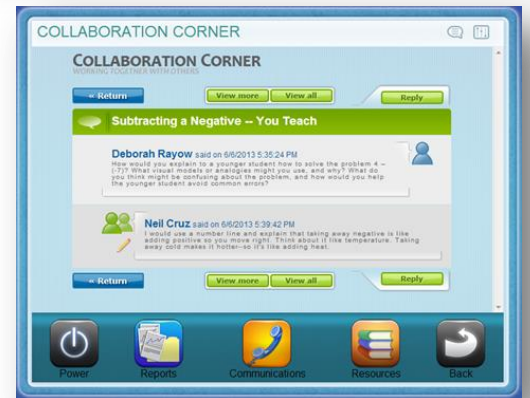 COLLABORATION CORNER
COLLABORATION CORNER
WORKING TOGETHER WITH OTHERS
« Return
View more
View all
Reply
Subtracting a Negative -- You Teach
Deborah Rayow said on 6/6/2013 5:35:24 PM
How would you explain to a younger student how to solve the problem 4 –
(-7)? What visual models or analogies might you use, and why? What do
you think might be confusing about the problem, and how would you help
the younger student avoid common errors?
Neil Cruz said on 6/6/2013 5:39:42 PM
I would use a number line and explain that taking away negative is like
adding positive so you move right. Think about it like temperature. Taking
away cold makes it hotter--so it's like adding heat.
« Return
View more
View all
Reply
Power
Reports
Communications
Resources
Back